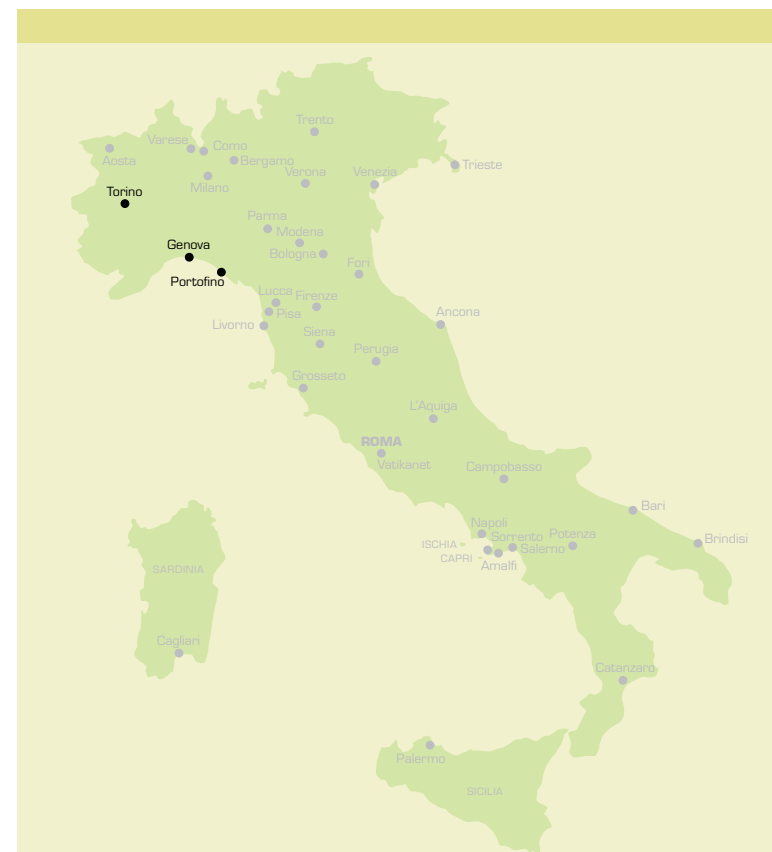 Trento
Varese
Como
Aosta
Bergamo
Trieste
Verona
Venezia
Milano
Torino
Parma
Modena
Genova
Bologna
Fori
Portofino
Lucca
Firenze
Pisa
Ancona
Livorno
Siena
Perugia
Grosseto
L'Aquiga
ROMA
Vatikanet
Campobasso
Bari
Napoli
Sorrento
Potenza
Brindisi
ISCHIA
Salerno
CAPRI
Amalfi
SARDINIA
Cagliari
Catanzaro
Palermo
SICILIA